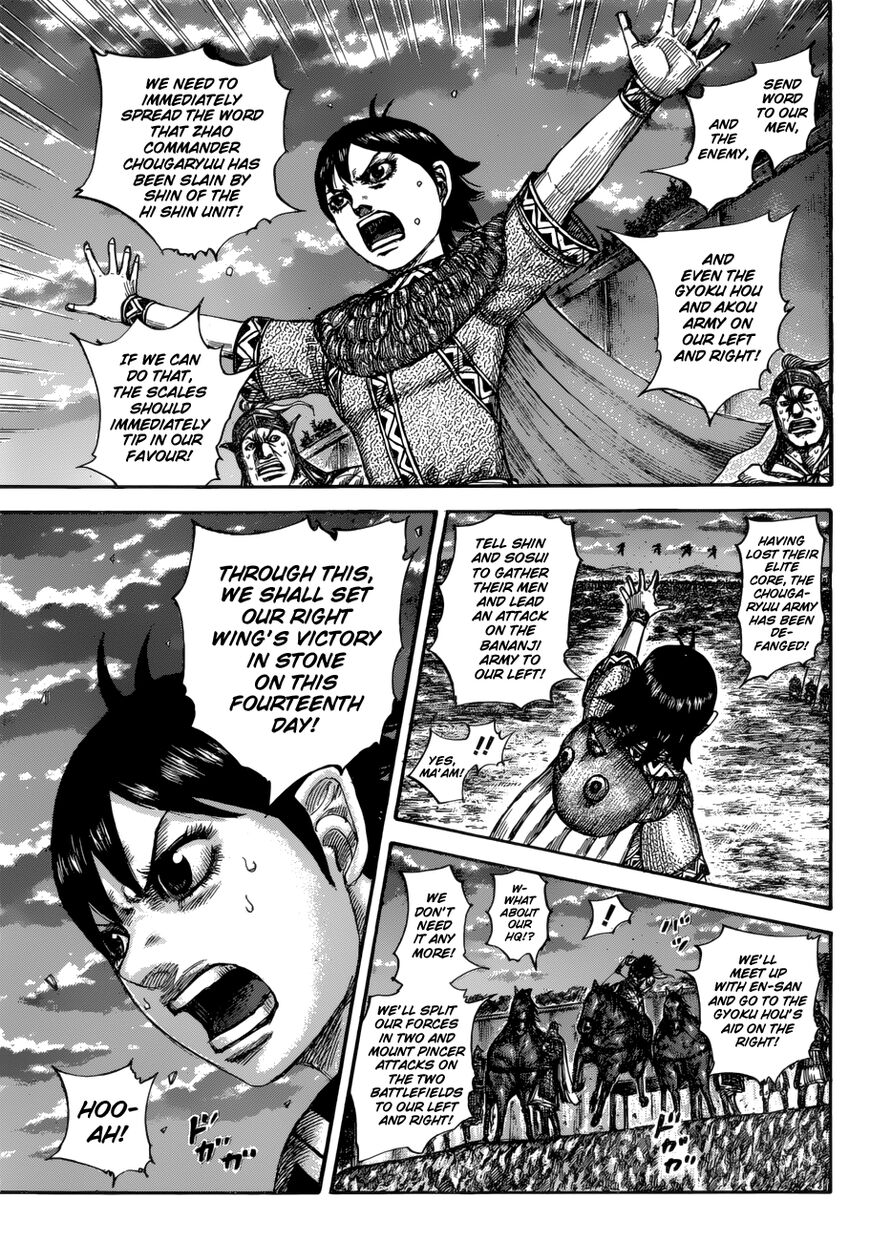 SEND
WORD
TO OUR
MEN,
AND
THE
ENEMY,
AND
EVEN THE
GYOKU HOU
AND AKOU
ARMY ON
OUR LEFT
AND RIGHT!
WE NEED TO
IMMEDIATELY
SPREAD THE WORD
THAT ZHAO
COMMANDER
CHOUGARYUU HAS
BEEN SLAIN BY
SHIN OF THE
HI SHIN UNIT!
IF WE CAN
DO THAT,
THE SCALES
SHOULD
IMMEDIATELY
TIP IN OUR
FAVOUR!
HAVING
LOST THEIR
ELITE
CORE, THE
CHOUGA-
RYUU ARMY
HAS BEEN
DE-
FANGED!
TELL SHIN
AND SOSUI
TO GATHER
THEIR MEN
AND LEAD
AN ATTACK
ON THE
BANANJI
ARMY TO
OUR LEFT!
!!
YES,
MA'AM!
WE'LL
MEET UP
WITH EN-SAN
AND GO TO THE
GYOKU HOU'S
AID ON THE
RIGHT!
バッ
!
W-
WHAT
ABOUT
OUR
HQ!?
WE
DON'T
NEED
IT ANY
MORE!
WE'LL SPLIT
OUR FORCES
IN TWO AND
MOUNT PINCER
ATTACKS ON
THE TWO
BATTLEFIELDS
TO OUR LEFT
AND RIGHT!
ドガガ
THROUGH THIS,
WE SHALL SET
OUR RIGHT
WING'S VICTORY
IN STONE
ON THIS
FOURTEENTH
DAY!
HOO-
AH!
ドガガ